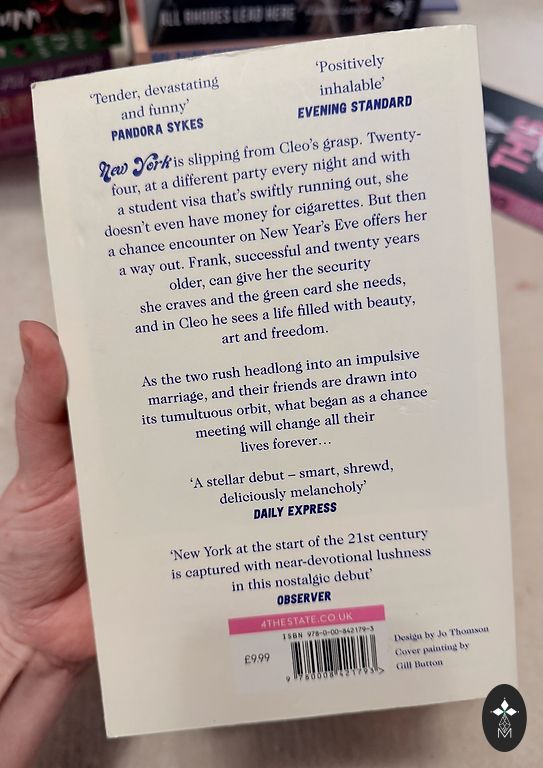 ALL RHODES LEAD HERE
'Tender, devastating
and funny'
PANDORA SYKES
'Positively
inhalable'
EVENING STANDARD
New York is slipping from Cleo's grasp. Twenty-
four, at a different party every night and with
a student visa that's swiftly running out, she
doesn't even have money for cigarettes. But then
a chance encounter on New Year's Eve offers her
a way out. Frank, successful and twenty years
older, can give her the security
she craves and the green card she needs,
and in Cleo he sees a life filled with beauty,
art and freedom.
As the two rush headlong into an impulsive
marriage, and their friends are drawn into
its tumultuous orbit, what began as a chance
meeting will change all their
lives forever…
'A stellar debut – smart, shrewd,
deliciously melancholy'
DAILY EXPRESS
'New York at the start of the 21st century
is captured with near-devotional lushness
in this nostalgic debut'
OBSERVER
4THESTATE.CO.UK
ISBN 978-0-00-842179-3
£9.99
9 780008 421793
Design by Jo Thomson
Cover painting by
Gill Button